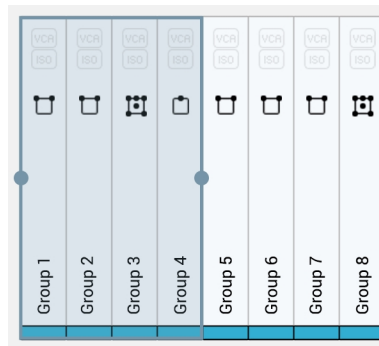 VCA VCA VCA VCA VCA VCA VCA VCA
ISO ISO ISO ISO ISO ISO ISO ISO
Group 1
Group 2
Group 3
Group 4
Group 5
Group 6
Group 7
Group 8